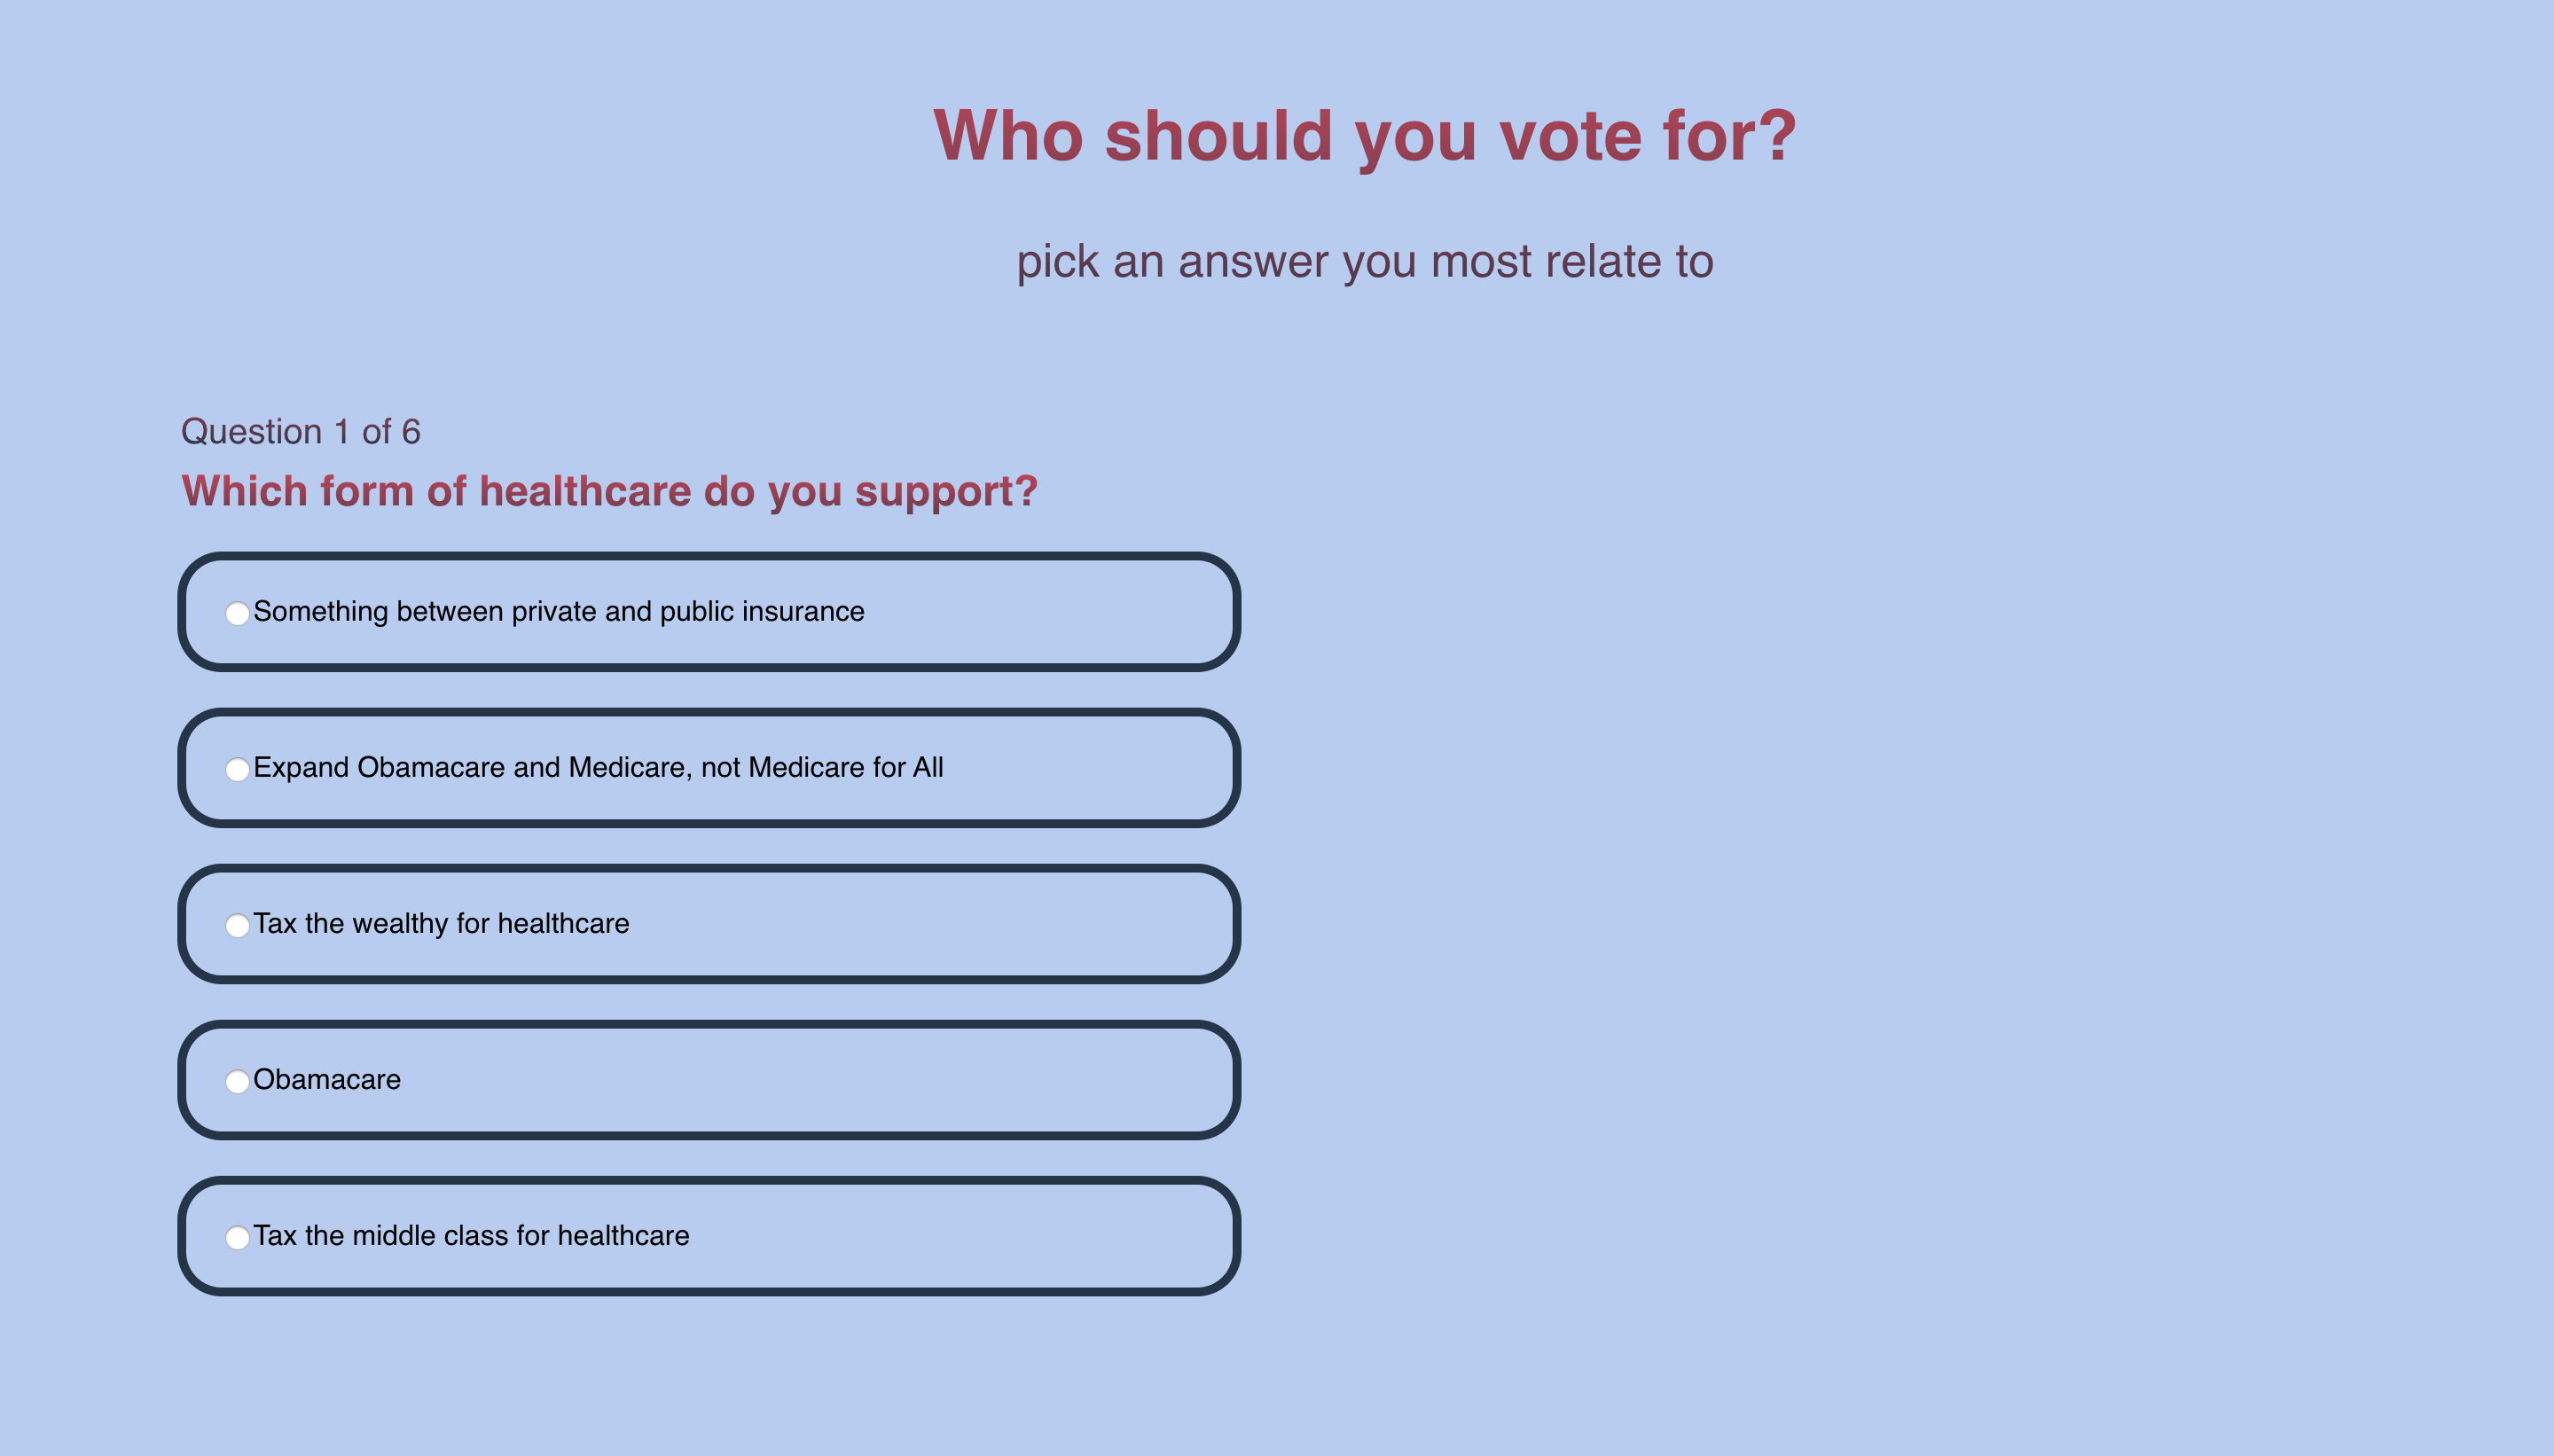 Who should you vote for?
pick an answer you most relate to
Question 1 of 6
Which form of healthcare do you support?
Something between private and public insurance
Expand Obamacare and Medicare, not Medicare for All
Tax the wealthy for healthcare
Obamacare
Tax the middle class for healthcare